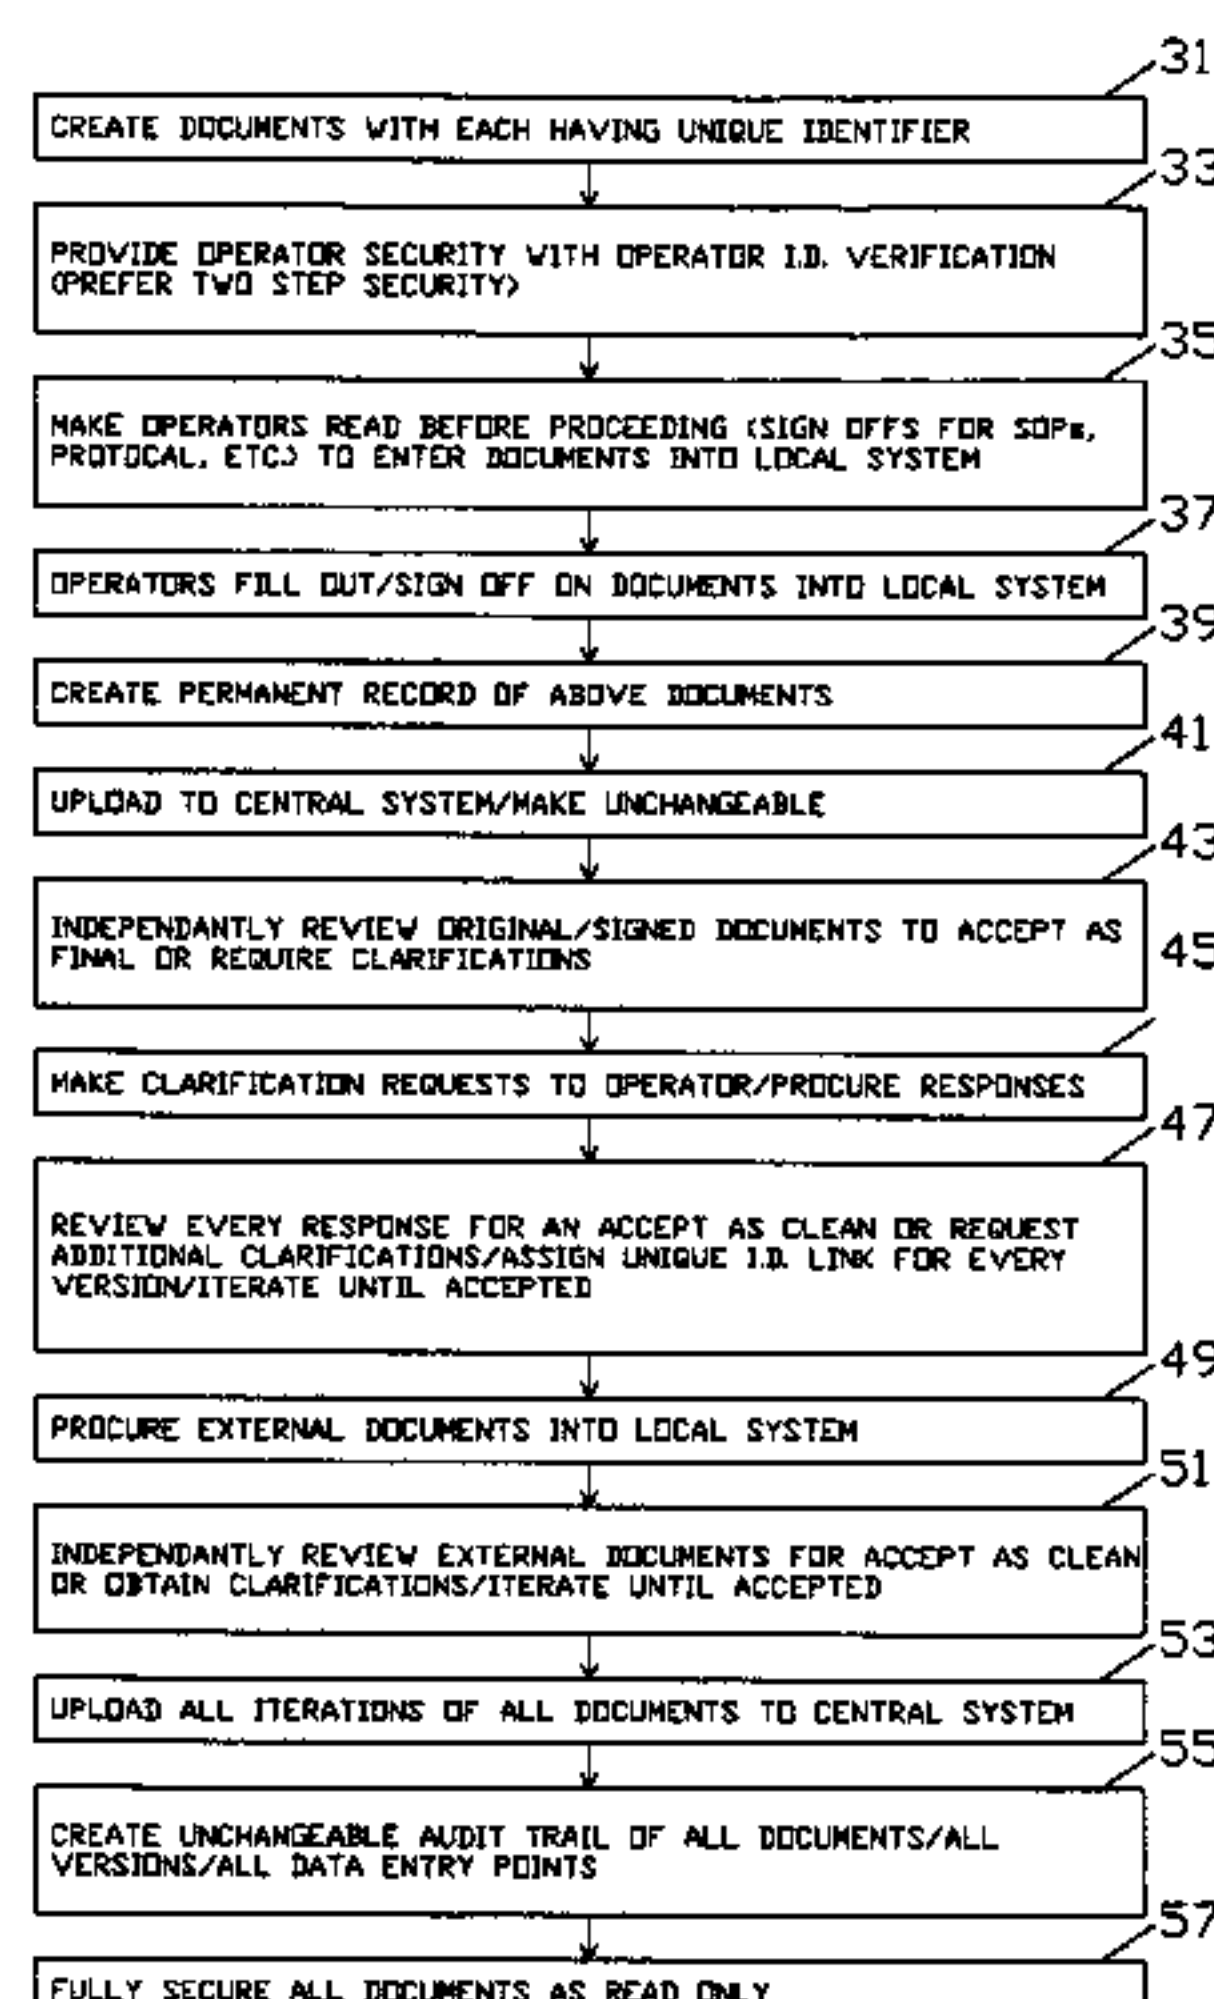 31
CREATE DOCUMENTS WITH EACH HAVING UNIQUE IDENTIFIER
33
PROVIDE OPERATOR SECURITY WITH OPERATOR I.D. VERIFICATION
(PREFER TWO STEP SECURITY)
35
MAKE OPERATORS READ BEFORE PROCEEDING (SIGN OFFS FOR SOPs,
PROTOCAL, ETC.) TO ENTER DOCUMENTS INTO LOCAL SYSTEM
37
OPERATORS FILL OUT/SIGN OFF ON DOCUMENTS INTO LOCAL SYSTEM
39
CREATE PERMANENT RECORD OF ABOVE DOCUMENTS
41
UPLOAD TO CENTRAL SYSTEM/MAKE UNCHANGEABLE
43
INDEPENDANTLY REVIEW ORIGINAL/SIGNED DOCUMENTS TO ACCEPT AS
FINAL OR REQUIRE CLARIFICATIONS
45
MAKE CLARIFICATION REQUESTS TO OPERATOR/PROCURE RESPONSES
47
REVIEW EVERY RESPONSE FOR AN ACCEPT AS CLEAN OR REQUEST
ADDITIONAL CLARIFICATIONS/ASSIGN UNIQUE I.D. LINK FOR EVERY
VERSION/ITERATE UNTIL ACCEPTED
49
PROCURE EXTERNAL DOCUMENTS INTO LOCAL SYSTEM
51
INDEPENDANTLY REVIEW EXTERNAL DOCUMENTS FOR ACCEPT AS CLEAN
OR OBTAIN CLARIFICATIONS/ITERATE UNTIL ACCEPTED
53
UPLOAD ALL ITERATIONS OF ALL DOCUMENTS TO CENTRAL SYSTEM
55
CREATE UNCHANGEABLE AUDIT TRAIL OF ALL DOCUMENTS/ALL
VERSIONS/ALL DATA ENTRY POINTS
57
FULLY SECURE ALL DOCUMENTS AS READ ONLY